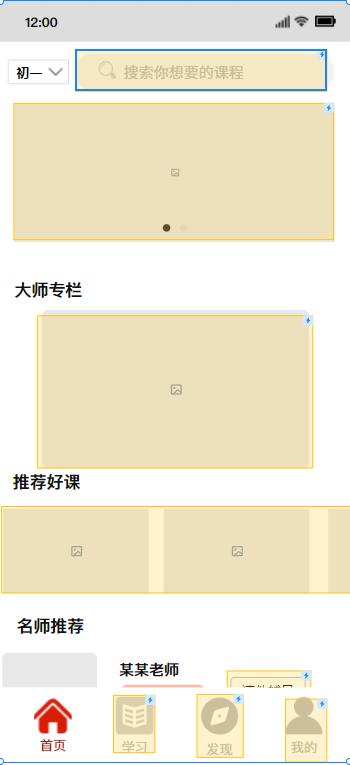 12:00
初一
搜索你想要的课程
大师专栏
推荐好课
名师推荐
某某老师
首页
学习
发现
我的